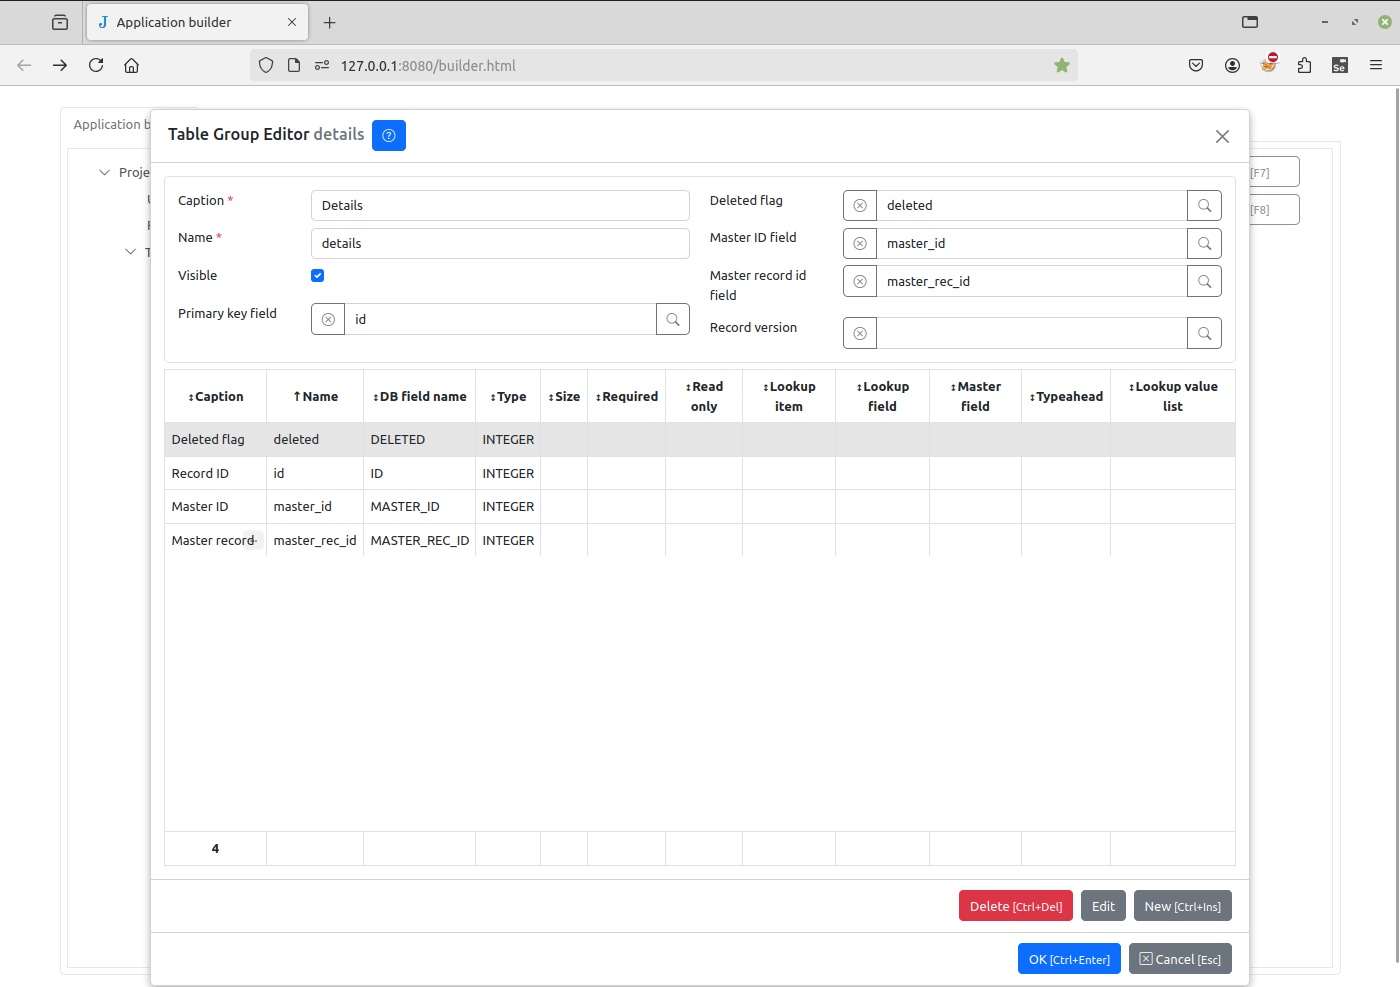 Application builder
127.0.0.1:8080/builder.html
Application b
Table Group Editor details
Proje
[F7]
[F8]
Caption *
Details
Name *
details
Visible
Primary key field
id
Deleted flag
deleted
Master ID field
master_id
Master record id field
master_rec_id
Record version
Caption Name DB field name Type Size Required Read only Lookup item Lookup field Master field Typeahead Lookup value list
Deleted flag deleted DELETED INTEGER
Record ID id ID INTEGER
Master ID master_id MASTER_ID INTEGER
Master record master_rec_id MASTER_REC_ID INTEGER
4
Delete [Ctrl+Del] Edit New [Ctrl+Ins]
OK [Ctrl+Enter] Cancel [Esc]